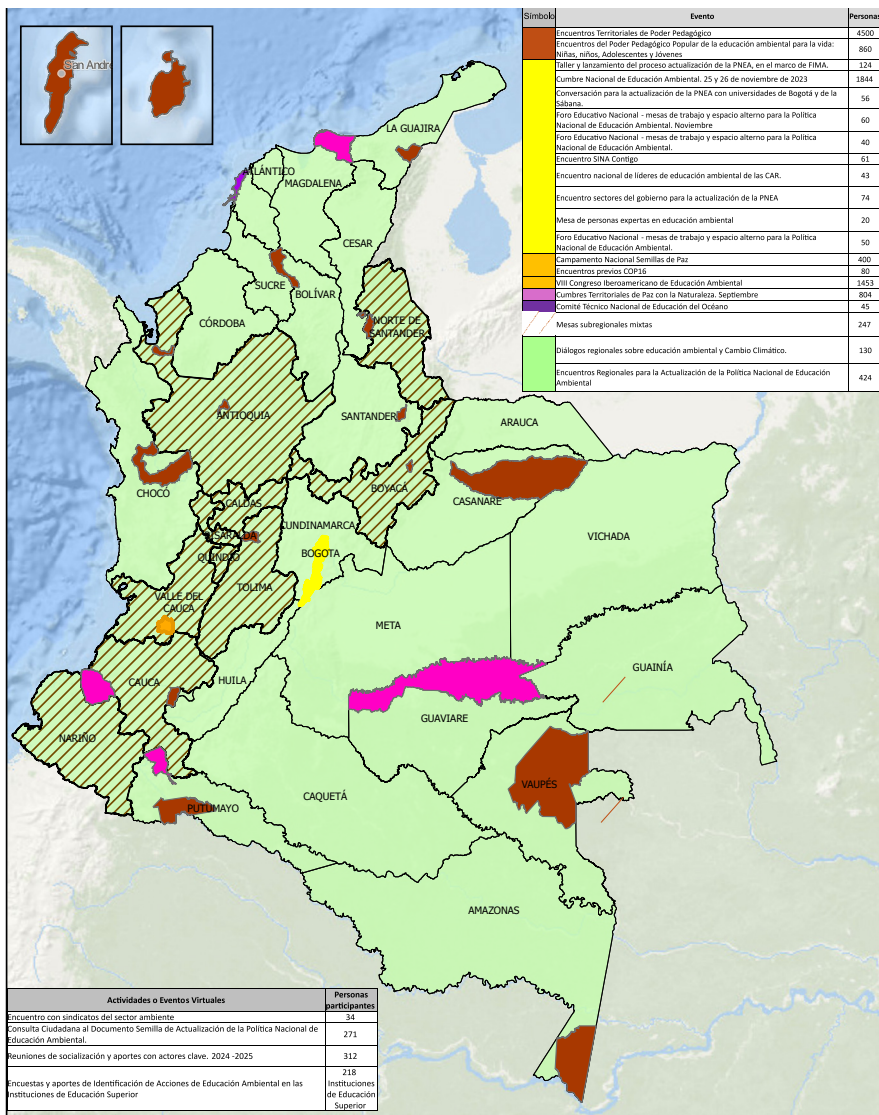 Símbolo Evento Personas
Encuentros Territoriales de Poder Pedagógico 4500
Encuentros del Poder Pedagógico Popular de la educación ambiental para la vida:
Niñas, niños, Adolescentes y Jóvenes 860
Taller y lanzamiento del proceso actualización de la PNEA, en el marco de FIMA. 124
Cumbre Nacional de Educación Ambiental. 25 y 26 de noviembre de 2023 1844
Conversación para la actualización de la PNEA con universidades de Bogotá y de la
Sábana. 56
Foro Educativo Nacional - mesas de trabajo y espacio alterno para la Política
Nacional de Educación Ambiental. Noviembre 60
Foro Educativo Nacional - mesas de trabajo y espacio alterno para la Política
Nacional de Educación Ambiental. 40
Encuentro SINA Contigo 61
Encuentro nacional de líderes de educación ambiental de las CAR. 43
Encuentro sectores del gobierno para la actualización de la PNEA 74
Mesa de personas expertas en educación ambiental 20
Foro Educativo Nacional - mesas de trabajo y espacio alterno para la Política
Nacional de Educación Ambiental. 50
Campamento Nacional Semillas de Paz 400
Encuentros previos COP16 80
VIII Congreso Iberoamericano de Educación Ambiental 1453
Cumbres Territoriales de Paz con la Naturaleza. Septiembre 804
Comité Técnico Nacional de Educación del Océano 45
Mesas subregionales mixtas 247
Diálogos regionales sobre educación ambiental y Cambio Climático. 130
Encuentros Regionales para la Actualización de la Política Nacional de Educación
Ambiental 424
San Andr
LA GUAJIRA
ATLÁNTICO
MAGDALENA
CESAR
SUCRE
BOLÍVAR
CÓRDOBA
NORTE DE
SANTANDER
ANTIOQUIA
SANTANDER
ARAUCA
CHOCÓ
BOYACÁ
CASANARE
CALDAS
CUNDINAMARCA
RISARALDA
VICHADA
QUINDÍO
BOGOTA
TOLIMA
VALLE DEL
CAUCA
META
GUAINÍA
CAUCA
HUILA
GUAVIARE
NARIÑO
VAUPÉS
CAQUETÁ
PUTUMAYO
AMAZONAS
Actividades o Eventos Virtuales Personas
participantes
Encuentro con sindicatos del sector ambiente 34
Consulta Ciudadana al Documento Semilla de Actualización de la Política Nacional de
Educación Ambiental. 271
Reuniones de socialización y aportes con actores clave. 2024 -2025 312
Encuestas y aportes de Identificación de Acciones de Educación Ambiental en las
Instituciones de Educación Superior
218
Instituciones
de Educación
Superior